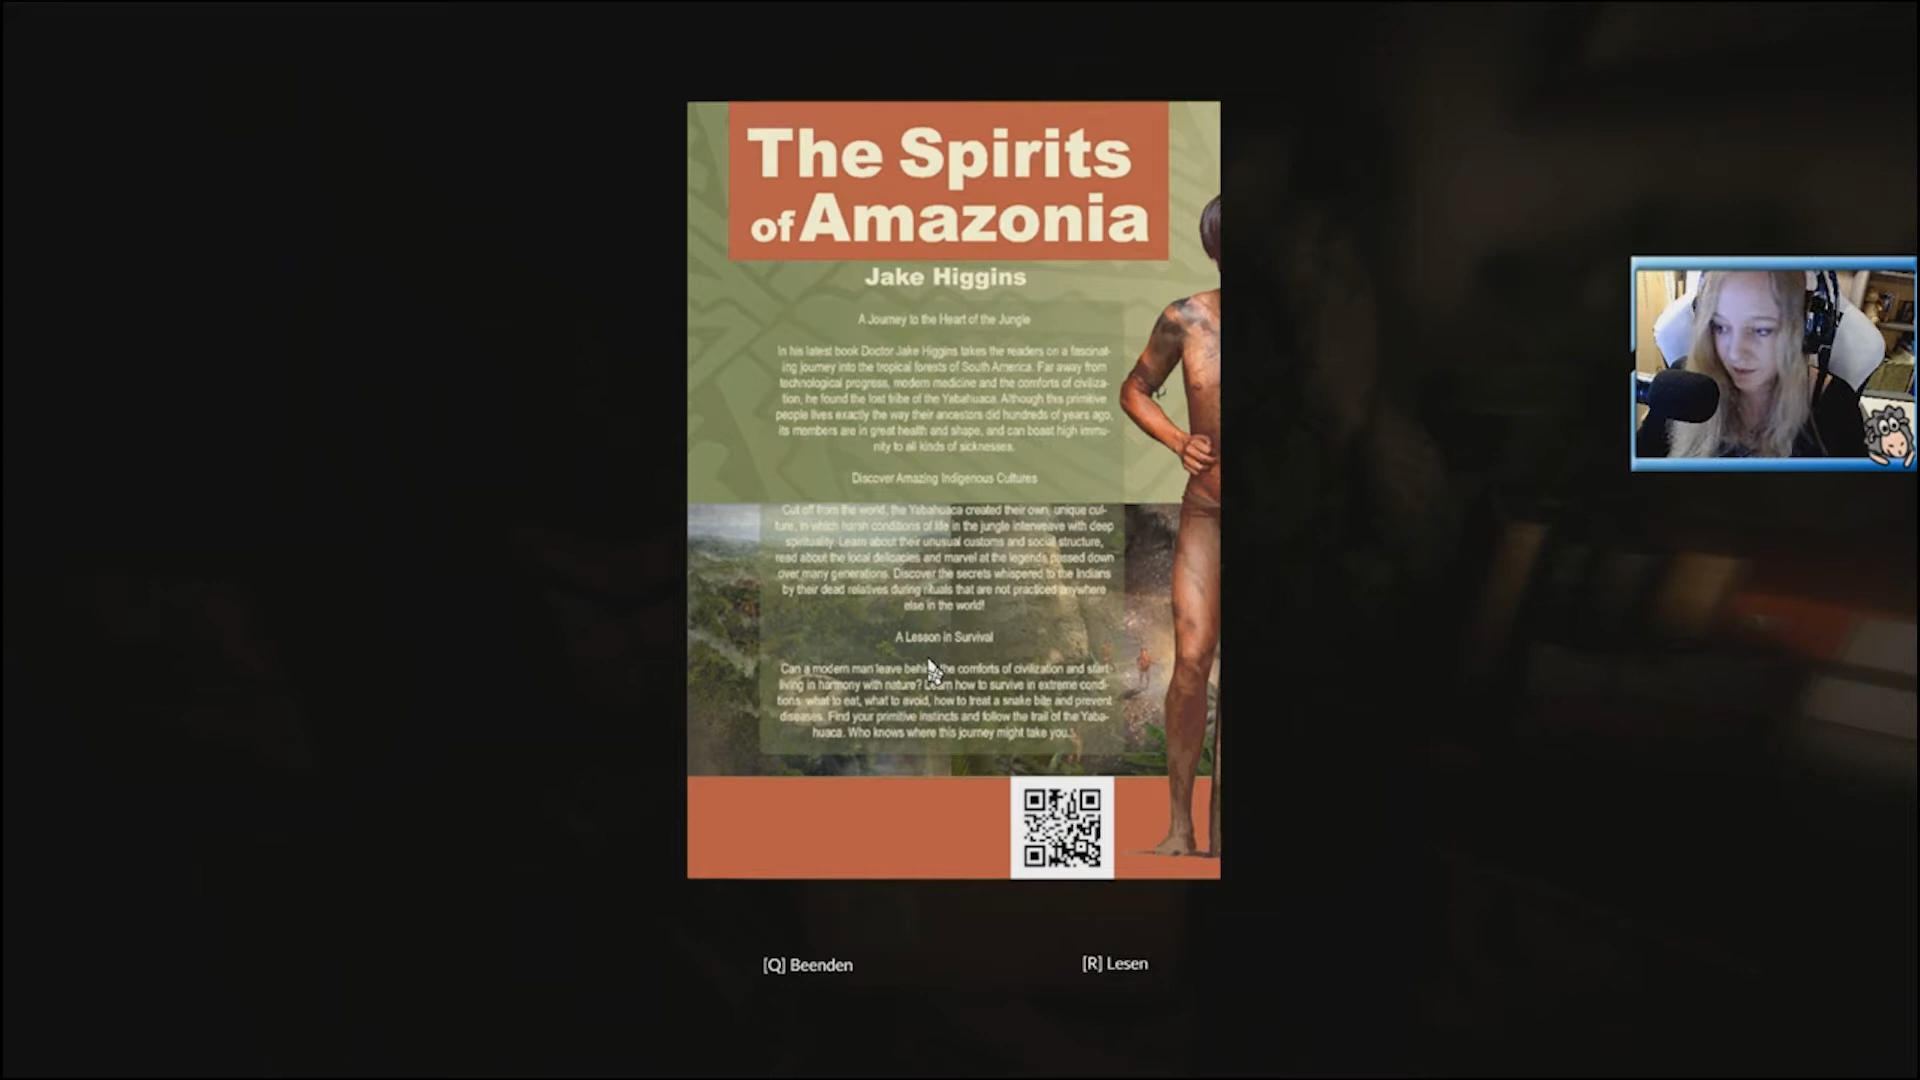 The Spirits
of Amazonia
Jake Higgins
A Journey to the Heart of the Jungle
In his latest book Doctor Jake Higgins takes the readers on a fascinat-
ing journey into the tropical forests of South America. Far away from
technological progress, modern medicine and the comforts of civiliza-
tion, he found the lost tribe of the Yabahuaca. Although this primitive
people lives exactly the way their ancestors did hundreds of years ago,
its members are in great health and shape, and can boast high immu-
nity to all kinds of sicknesses.
Discover Amazing Indigenous Cultures
Cut off from the world, the Yabahuaca created their own, unique cul-
ture, in which harsh conditions of life in the jungle interweave with deep
spirituality. Learn about their unusual customs and social structure,
read about the local delicacies and marvel at the legends passed down
over many generations. Discover the secrets whispered to the Indians
by their dead relatives during rituals that are not practiced anywhere
else in the world!
A Lesson in Survival
Can a modern man leave behind the comforts of civilization and start
living in harmony with nature? Learn how to survive in extreme condi-
tions: what to eat, what to avoid, how to treat a snake bite and prevent
diseases. Find your primitive instincts and follow the trail of the Yaba-
huaca. Who knows where this journey might take you...
[Q] Beenden
[R] Lesen